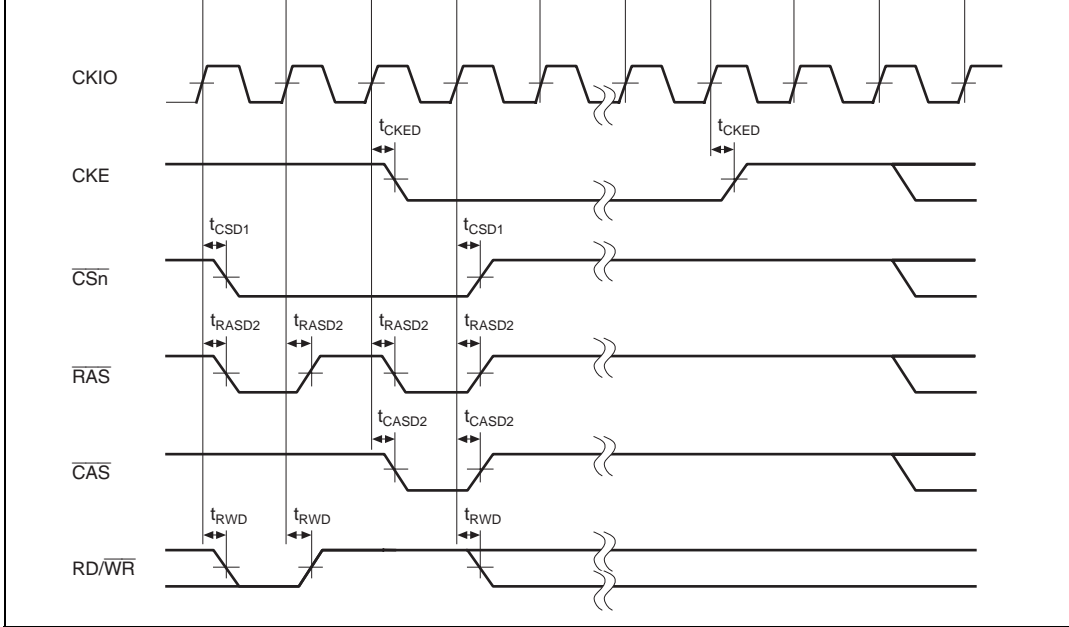 CKIO
tCKED tCKED
CKE
tCSD1 tCSD1
CSn
tRASD2 tRASD2 tRASD2 tRASD2
RAS
tCASD2 tCASD2
CAS
tRWD tRWD tRWD
RD/WR